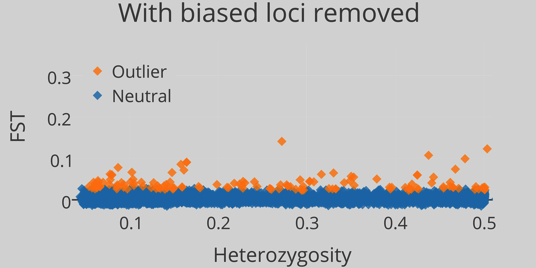 With biased loci removed
Outlier
Neutral
FST
0.3
0.2
0.1
0
0.1 0.2 0.3 0.4 0.5
Heterozygosity